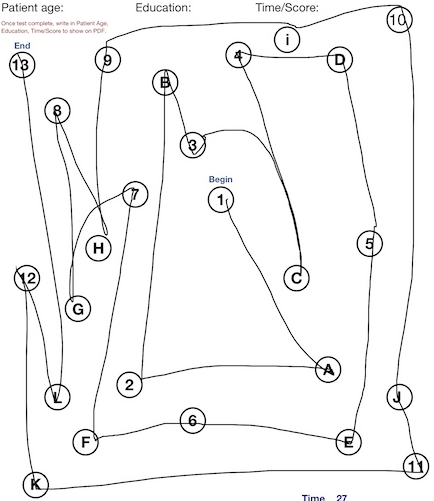 Patient age: Education: Time/Score:
Once test complete, write in Patient Age,
Education, Time/Score to show on PDF.
10
i
End
13
9
4
D
B
8
3
Begin
7
1
H
5
12
C
G
A
2
L
J
6
F
E
11
K
Time 27